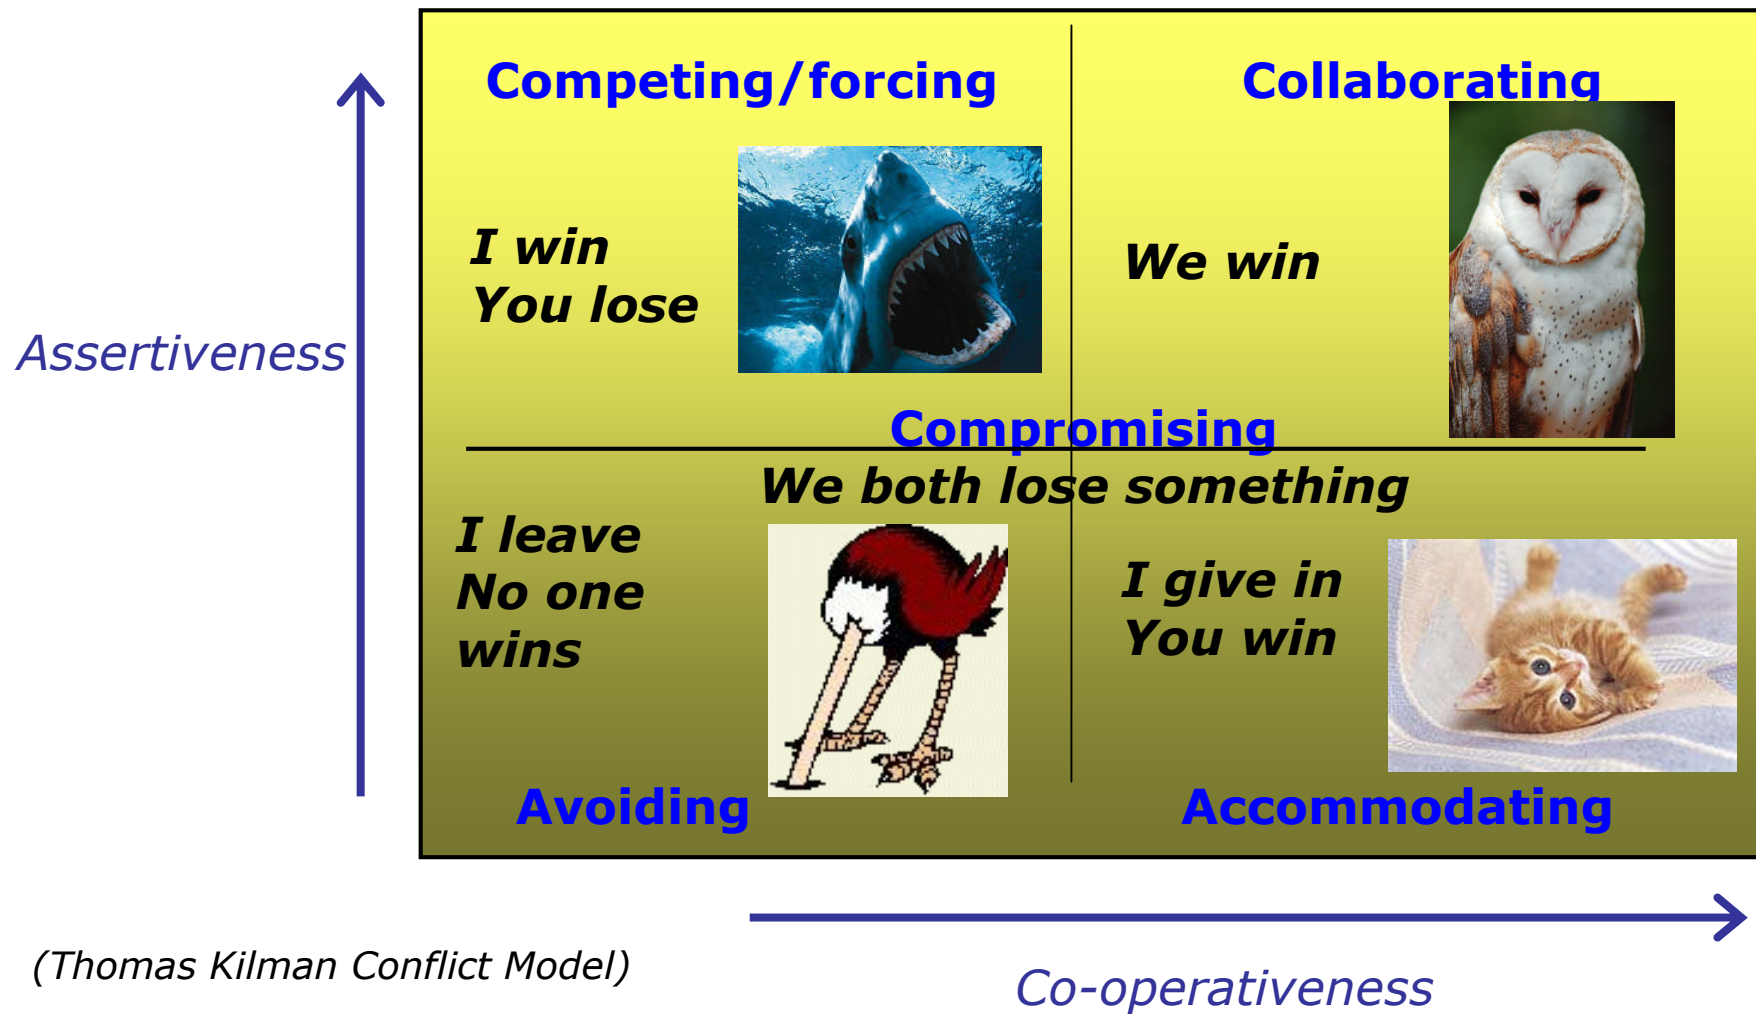 Competing/forcing
Collaborating
I win
You lose
We win
Assertiveness
Compromising
We both lose something
I leave
No one
wins
I give in
You win
Avoiding
Accommodating
(Thomas Kilman Conflict Model)
Co-operativeness